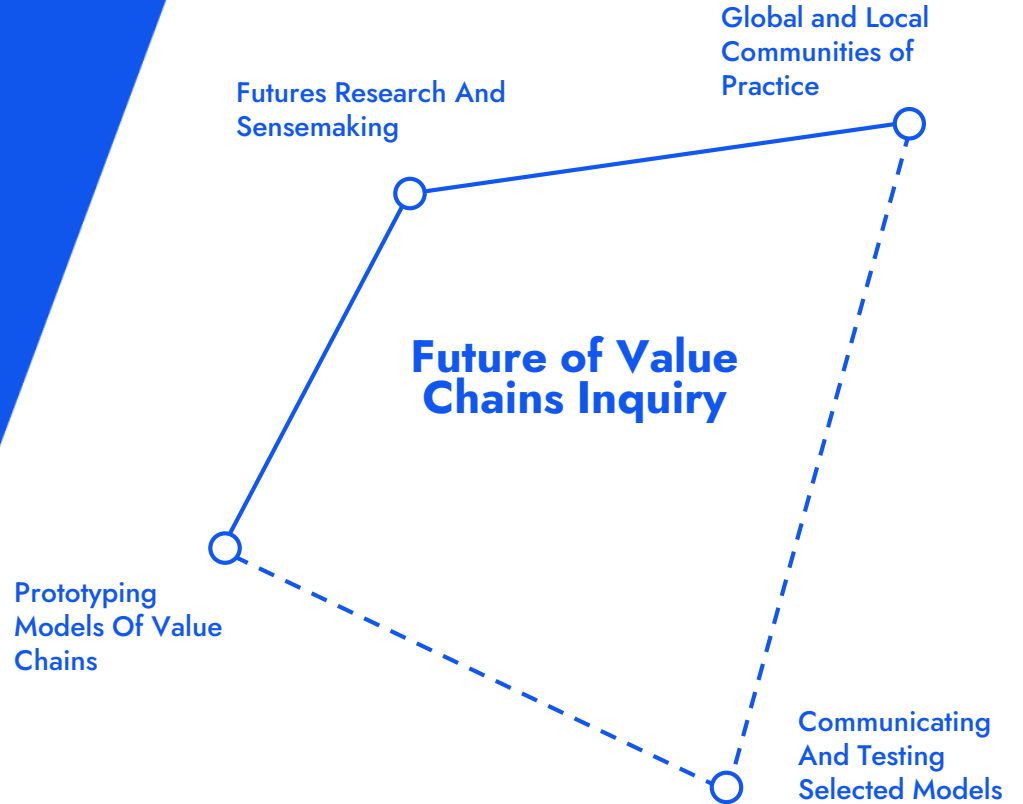 Global and Local
Communities of
Practice
Futures Research And
Sensemaking
Future of Value
Chains Inquiry
Prototyping
Models Of Value
Chains
Communicating
And Testing
Selected Models